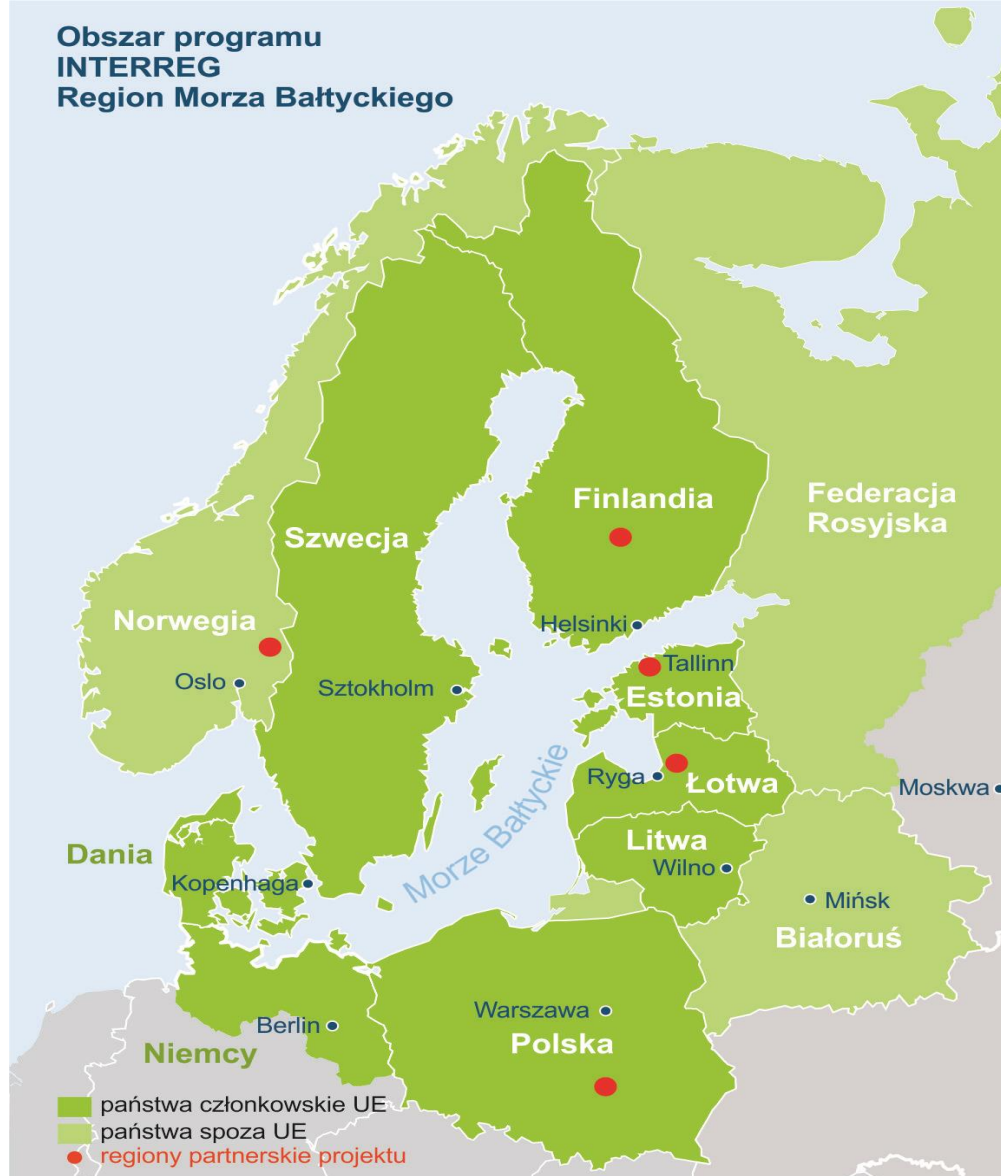 Obszar programu
INTERREG
Region Morza Bałtyckiego
Finlandia
Federacja
Rosyjska
Szwecja
Norwegia
Helsinki
Oslo
Sztokholm
Tallinn
Estonia
Morze Bałtyckie
Ryga
Łotwa
Moskwa
Litwa
Wilno
Dania
Kopenhaga
Mińsk
Białoruś
Warszawa
Berlin
Polska
Niemcy
państwa członkowskie UE
państwa spoza UE
regiony partnerskie projektu